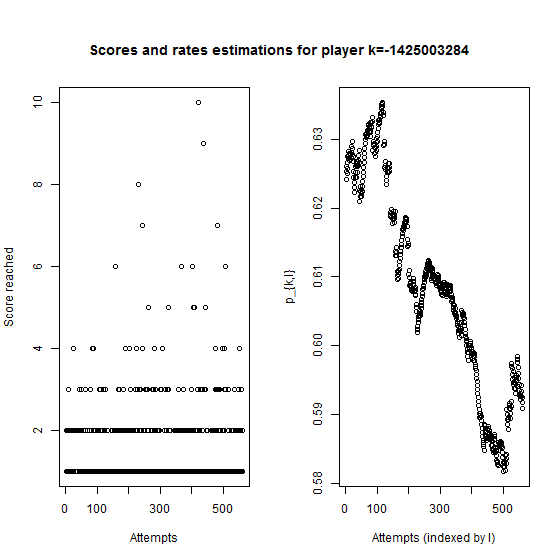 Scores and rates estimations for player k=-1425003284
Score reached
10
8
6
4
2
0 100 300 500
Attempts
p_{k,l}
0.63
0.62
0.61
0.60
0.59
0.58
0 100 300 500
Attempts (indexed by l)